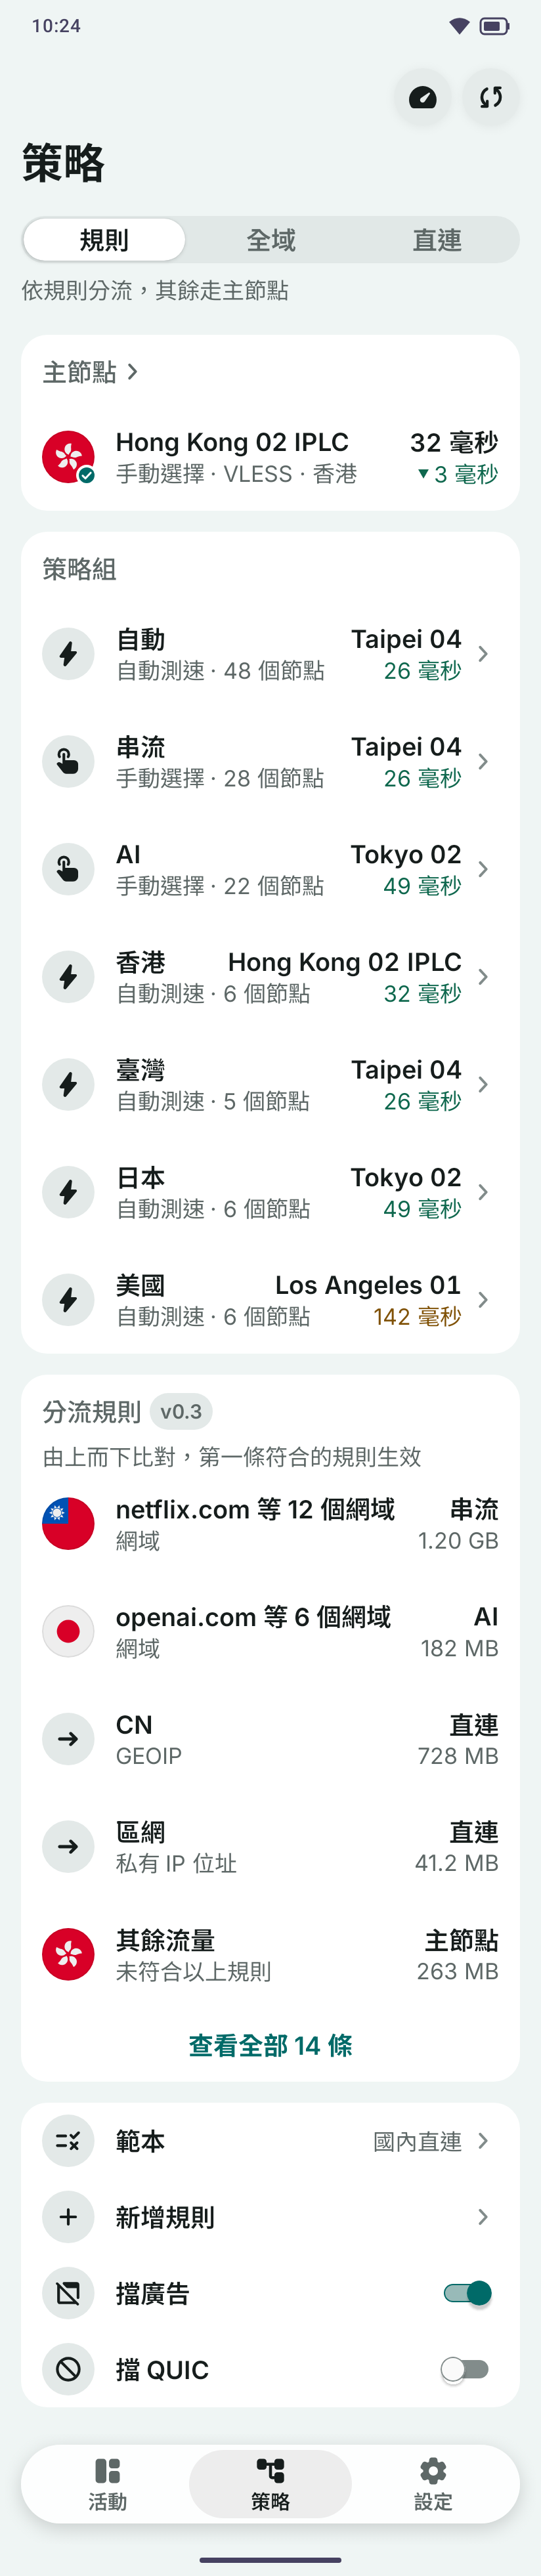 10:24
策略
規則 全域 直連
依規則分流，其餘走主節點
主節點
Hong Kong 02 IPLC 32 毫秒
手動選擇 · VLESS · 香港 ▼3 毫秒
策略組
自動 Taipei 04
自動測速 · 48 個節點 26 毫秒
串流 Taipei 04
手動選擇 · 28 個節點 26 毫秒
AI Tokyo 02
手動選擇 · 22 個節點 49 毫秒
香港 Hong Kong 02 IPLC
自動測速 · 6 個節點 32 毫秒
臺灣 Taipei 04
自動測速 · 5 個節點 26 毫秒
日本 Tokyo 02
自動測速 · 6 個節點 49 毫秒
美國 Los Angeles 01
自動測速 · 6 個節點 142 毫秒
分流規則 v0.3
由上而下比對，第一條符合的規則生效
netflix.com 等 12 個網域 串流
網域 1.20 GB
openai.com 等 6 個網域 AI
網域 182 MB
CN 直連
GEOIP 728 MB
區網 直連
私有 IP 位址 41.2 MB
其餘流量 主節點
未符合以上規則 263 MB
查看全部 14 條
範本 國內直連
新增規則
擋廣告
擋 QUIC
活動 策略 設定